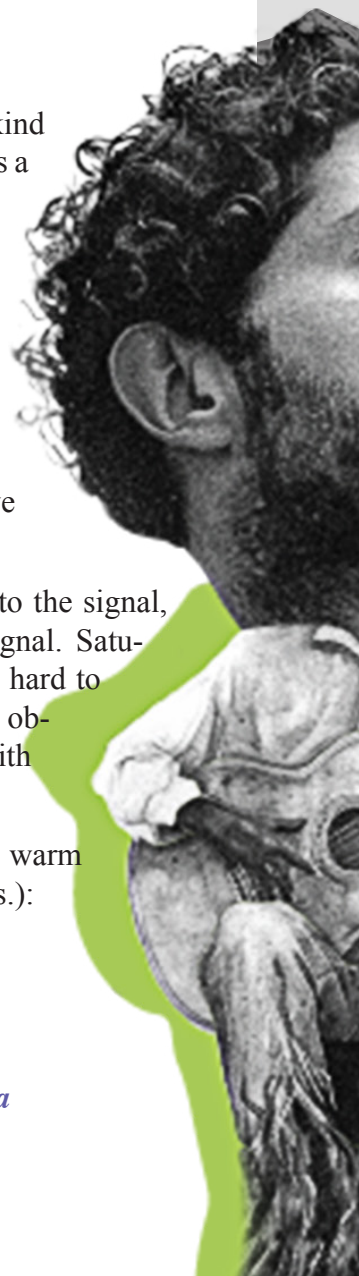 kind
s a
e
to the signal,
gnal. Satu-
hard to
ob-
ith
warm
s.):
a